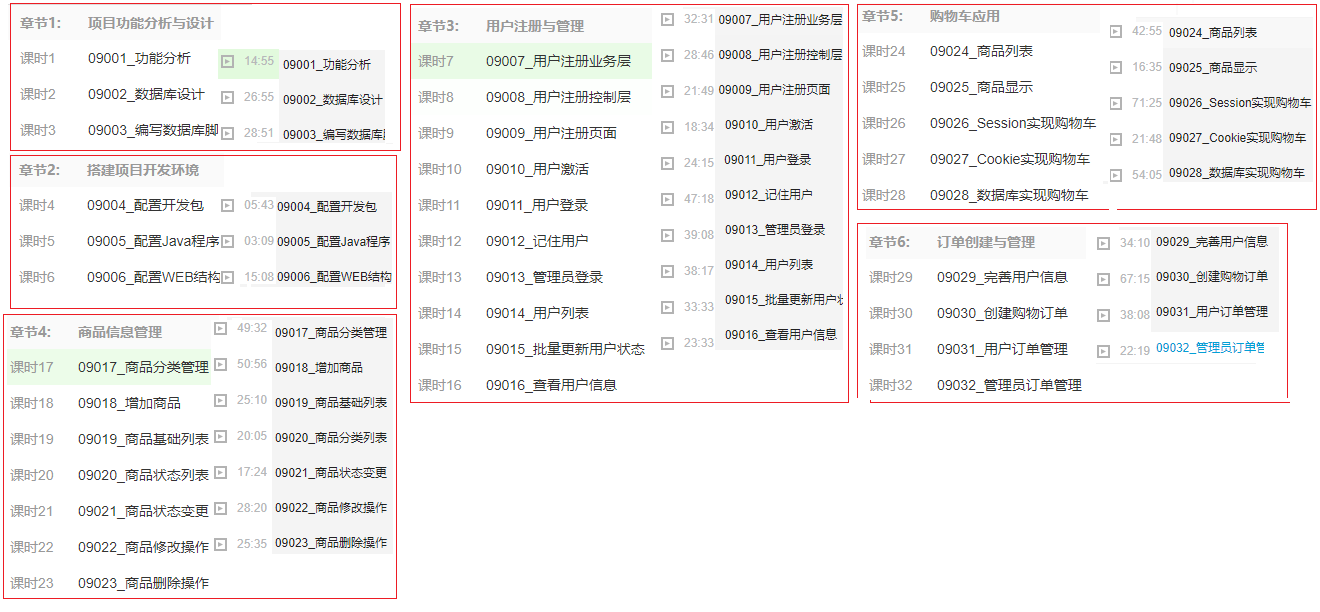 章节1: 项目功能分析与设计
课时1 09001_功能分析 14:55 09001_功能分析
课时2 09002_数据库设计 26:55 09002_数据库设计
课时3 09003_编写数据库脚 28:51 09003_编写数据库
章节2: 搭建项目开发环境
课时4 09004_配置开发包 05:43 09004_配置开发包
课时5 09005_配置Java程序 03:09 09005_配置Java程序
课时6 09006_配置WEB结构 15:08 09006_配置WEB结构
章节4: 商品信息管理 49:32 09017_商品分类管理
课时17 09017_商品分类管理 50:56 09018_增加商品
课时18 09018_增加商品 25:10 09019_商品基础列表
课时19 09019_商品基础列表 20:05 09020_商品分类列表
课时20 09020_商品状态列表 17:24 09021_商品状态变更
课时21 09021_商品状态变更 28:20 09022_商品修改操作
课时22 09022_商品修改操作 25:35 09023_商品删除操作
课时23 09023_商品删除操作
章节3: 用户注册与管理 32:31 09007_用户注册业务层
课时7 09007_用户注册业务层 28:46 09008_用户注册控制层
课时8 09008_用户注册控制层 21:49 09009_用户注册页面
课时9 09009_用户注册页面 18:34 09010_用户激活
课时10 09010_用户激活 24:15 09011_用户登录
课时11 09011_用户登录 47:18 09012_记住用户
课时12 09012_记住用户 39:08 09013_管理员登录
课时13 09013_管理员登录 38:17 09014_用户列表
课时14 09014_用户列表 33:33 09015_批量更新用户
课时15 09015_批量更新用户状态 23:33 09016_查看用户信息
课时16 09016_查看用户信息
章节5: 购物车应用 42:55 09024_商品列表
课时24 09024_商品列表 16:35 09025_商品显示
课时25 09025_商品显示 71:25 09026_Session实现购物车
课时26 09026_Session实现购物车 21:48 09027_Cookie实现购物车
课时27 09027_Cookie实现购物车 54:05 09028_数据库实现购物车
课时28 09028_数据库实现购物车
章节6: 订单创建与管理 34:10 09029_完善用户信息
课时29 09029_完善用户信息 67:15 09030_创建购物订单
课时30 09030_创建购物订单 38:08 09031_用户订单管理
课时31 09031_用户订单管理 22:19 09032_管理员订单
课时32 09032_管理员订单管理